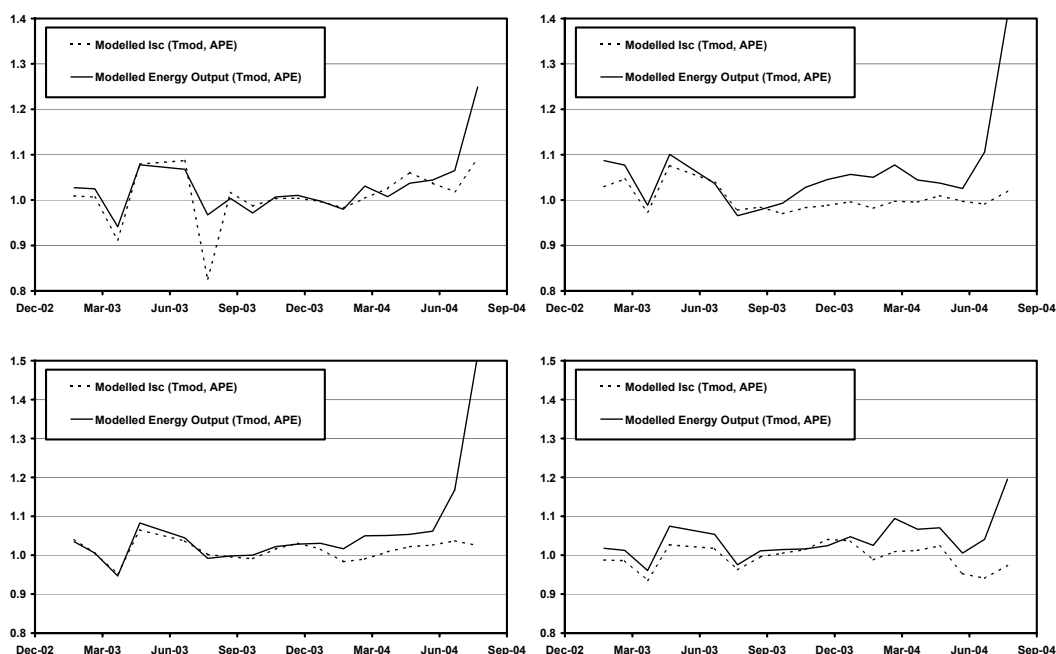 1.4
1.3
1.2
1.1
1.0
0.9
0.8
Modelled Isc (Tmod, APE)
Modelled Energy Output (Tmod, APE)
Dec-02 Mar-03 Jun-03 Sep-03 Dec-03 Mar-04 Jun-04 Sep-04
1.4
1.3
1.2
1.1
1.0
0.9
0.8
Modelled Isc (Tmod, APE)
Modelled Energy Output (Tmod, APE)
Dec-02 Mar-03 Jun-03 Sep-03 Dec-03 Mar-04 Jun-04 Sep-04
1.5
1.4
1.3
1.2
1.1
1.0
0.9
0.8
Modelled Isc (Tmod, APE)
Modelled Energy Output (Tmod, APE)
Dec-02 Mar-03 Jun-03 Sep-03 Dec-03 Mar-04 Jun-04 Sep-04
1.5
1.4
1.3
1.2
1.1
1.0
0.9
0.8
Modelled Isc (Tmod, APE)
Modelled Energy Output (Tmod, APE)
Dec-02 Mar-03 Jun-03 Sep-03 Dec-03 Mar-04 Jun-04 Sep-04